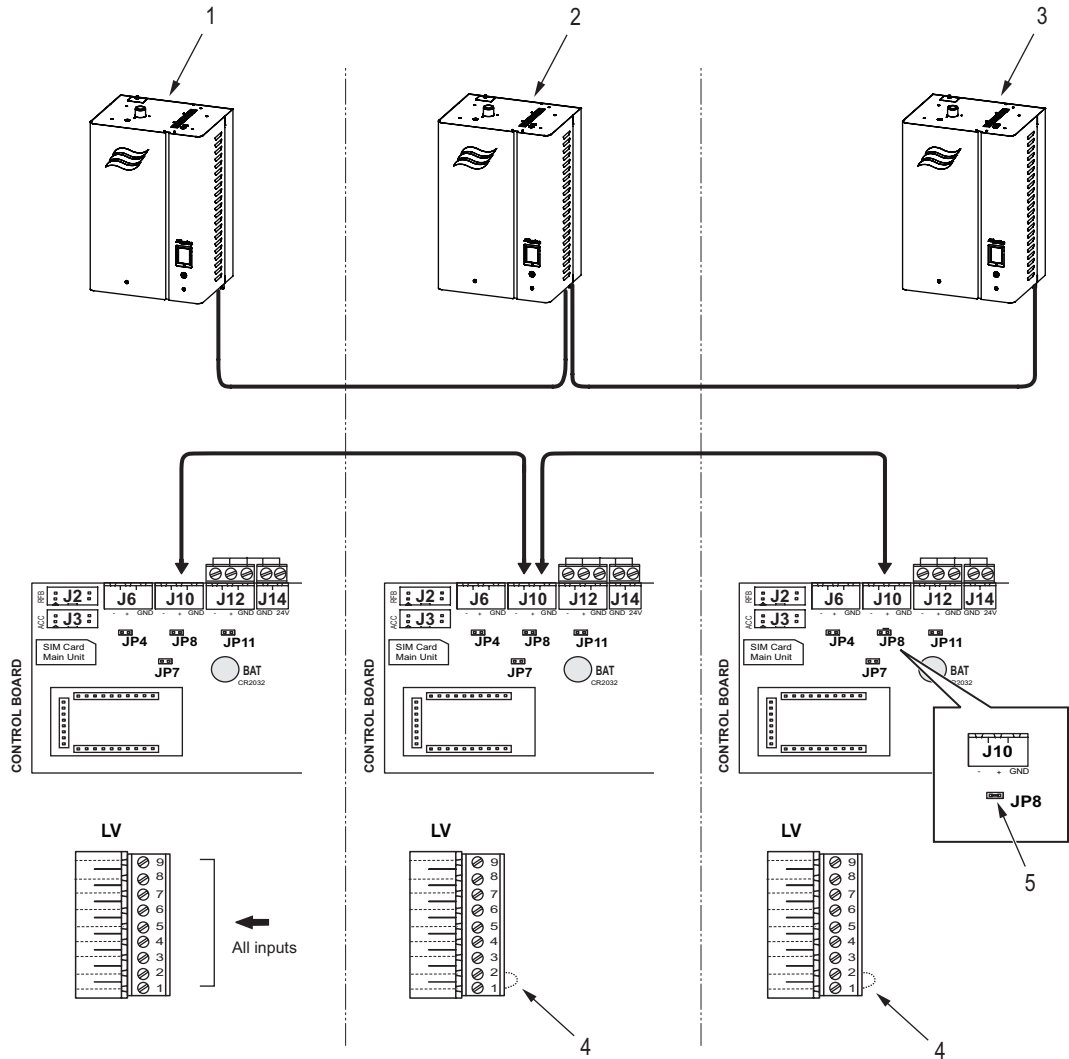 1
2
3
CONTROL BOARD
RFB
J2
ACC
J3
J6
J10
J12
J14
- + GND
- + GND GND 24V
JP4
JP8
JP11
JP7
SIM Card
Main Unit
BAT
CR2032
CONTROL BOARD
RFB
J2
ACC
J3
J6
J10
J12
J14
- + GND
- + GND GND 24V
JP4
JP8
JP11
JP7
SIM Card
Main Unit
BAT
CR2032
CONTROL BOARD
RFB
J2
ACC
J3
J6
J10
J12
J14
- + GND
- + GND GND 24V
JP4
JP8
JP11
JP7
SIM Card
Main Unit
BAT
2032
J10
- + GND
JP8
5
LV
9
8
7
6
5
4
3
2
1
All inputs
LV
9
8
7
6
5
4
3
2
1
4
LV
9
8
7
6
5
4
3
2
1
4